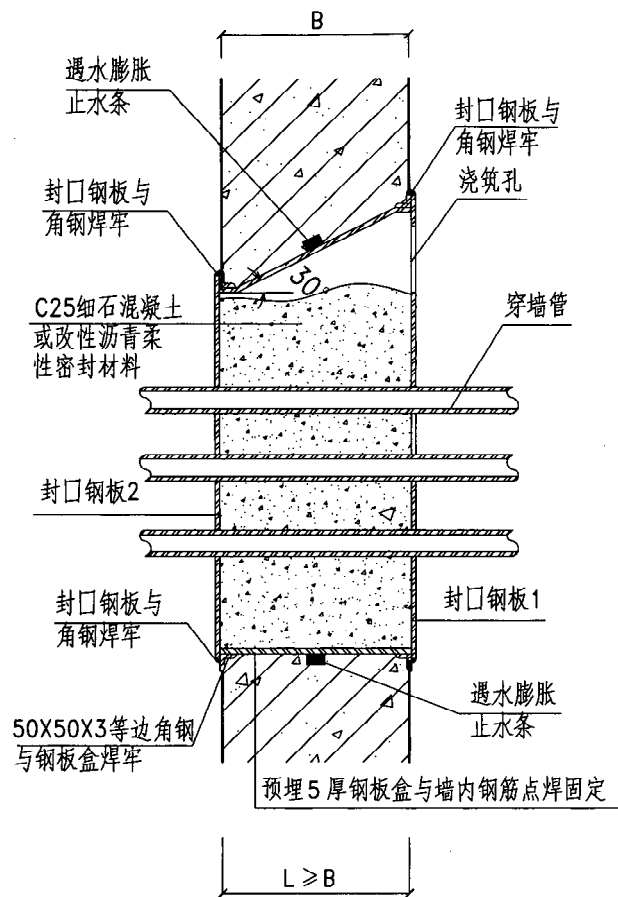 B
遇水膨胀
止水条
封口钢板与
角钢焊牢
浇筑孔
封口钢板与
角钢焊牢
30°
C25细石混凝土
或改性沥青柔
性密封材料
穿墙管
封口钢板2
封口钢板与
角钢焊牢
封口钢板1
50X50X3等边角钢
与钢板盒焊牢
遇水膨胀
止水条
预埋5厚钢板盒与墙内钢筋点焊固定
L≥B